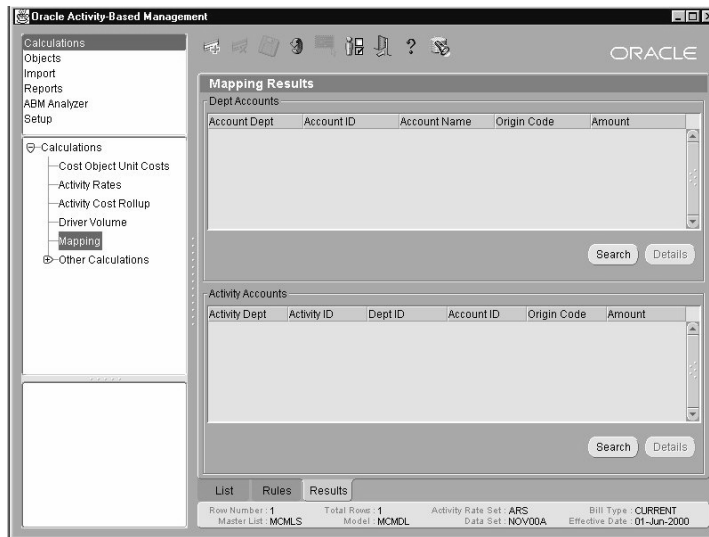 Oracle Activity-Based Management
Calculations
Objects
Import
Reports
ABM Analyzer
Setup
Calculations
Cost Object Unit Costs
Activity Rates
Activity Cost Rollup
Driver Volume
Mapping
Other Calculations
?
ORACLE
Mapping Results
Dept Accounts
Account Dept Account ID Account Name Origin Code Amount
Search Details
Activity Accounts
Activity Dept Activity ID Dept ID Account ID Origin Code Amount
Search Details
List Rules Results
Row Number : 1 Total Rows : 1 Activity Rate Set : ARS Bill Type : CURRENT
Master List : MCMLS Model : MCMDL Data Set : NOV00A Effective Date : 01-Jun-2000